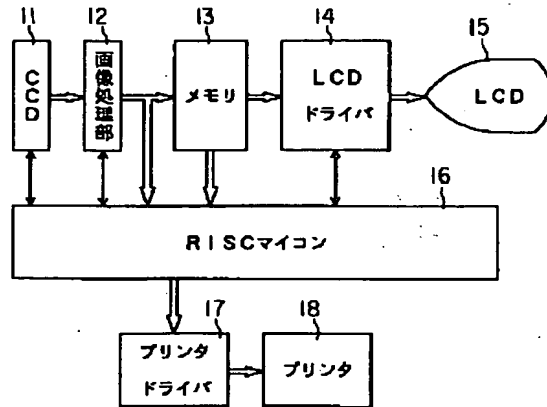 11
12
13
14
15
CCD
画像処理部
メモリ
LCD
ドライバ
LCD
16
RISCマイコン
17
18
プリンタ
ドライバ
プリンタ